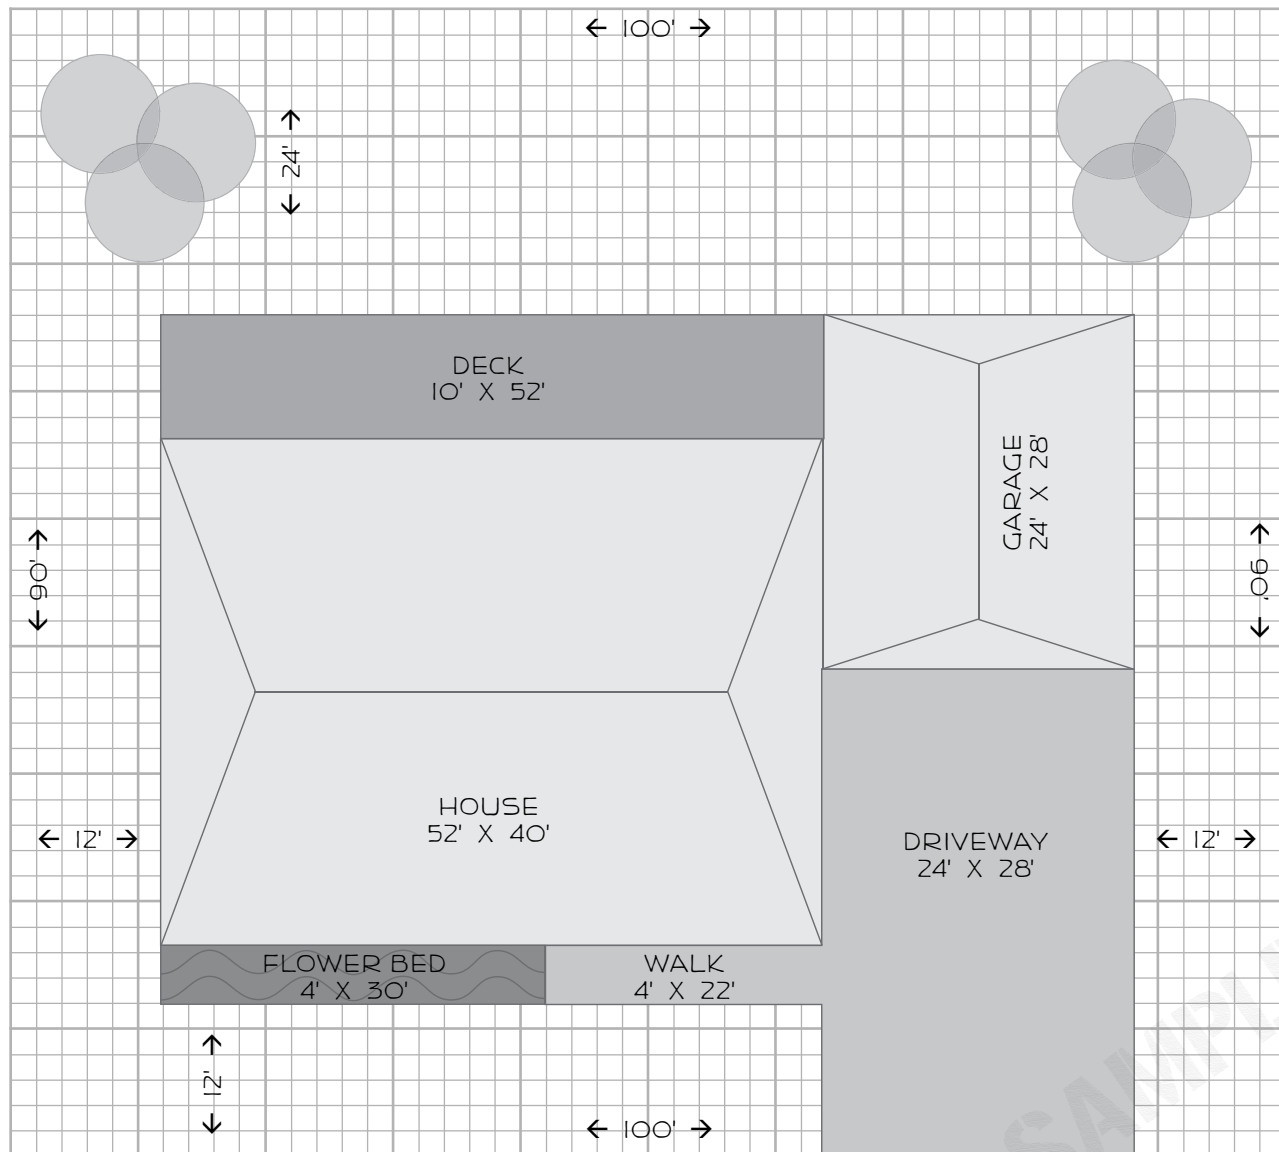 100'
24'
DECK
10' X 52'
GARAGE
24' X 28'
90'
90'
HOUSE
52' X 40'
12'
DRIVEWAY
24' X 28'
12'
FLOWER BED
4' X 30'
WALK
4' X 22'
12'
100'
SAMPL